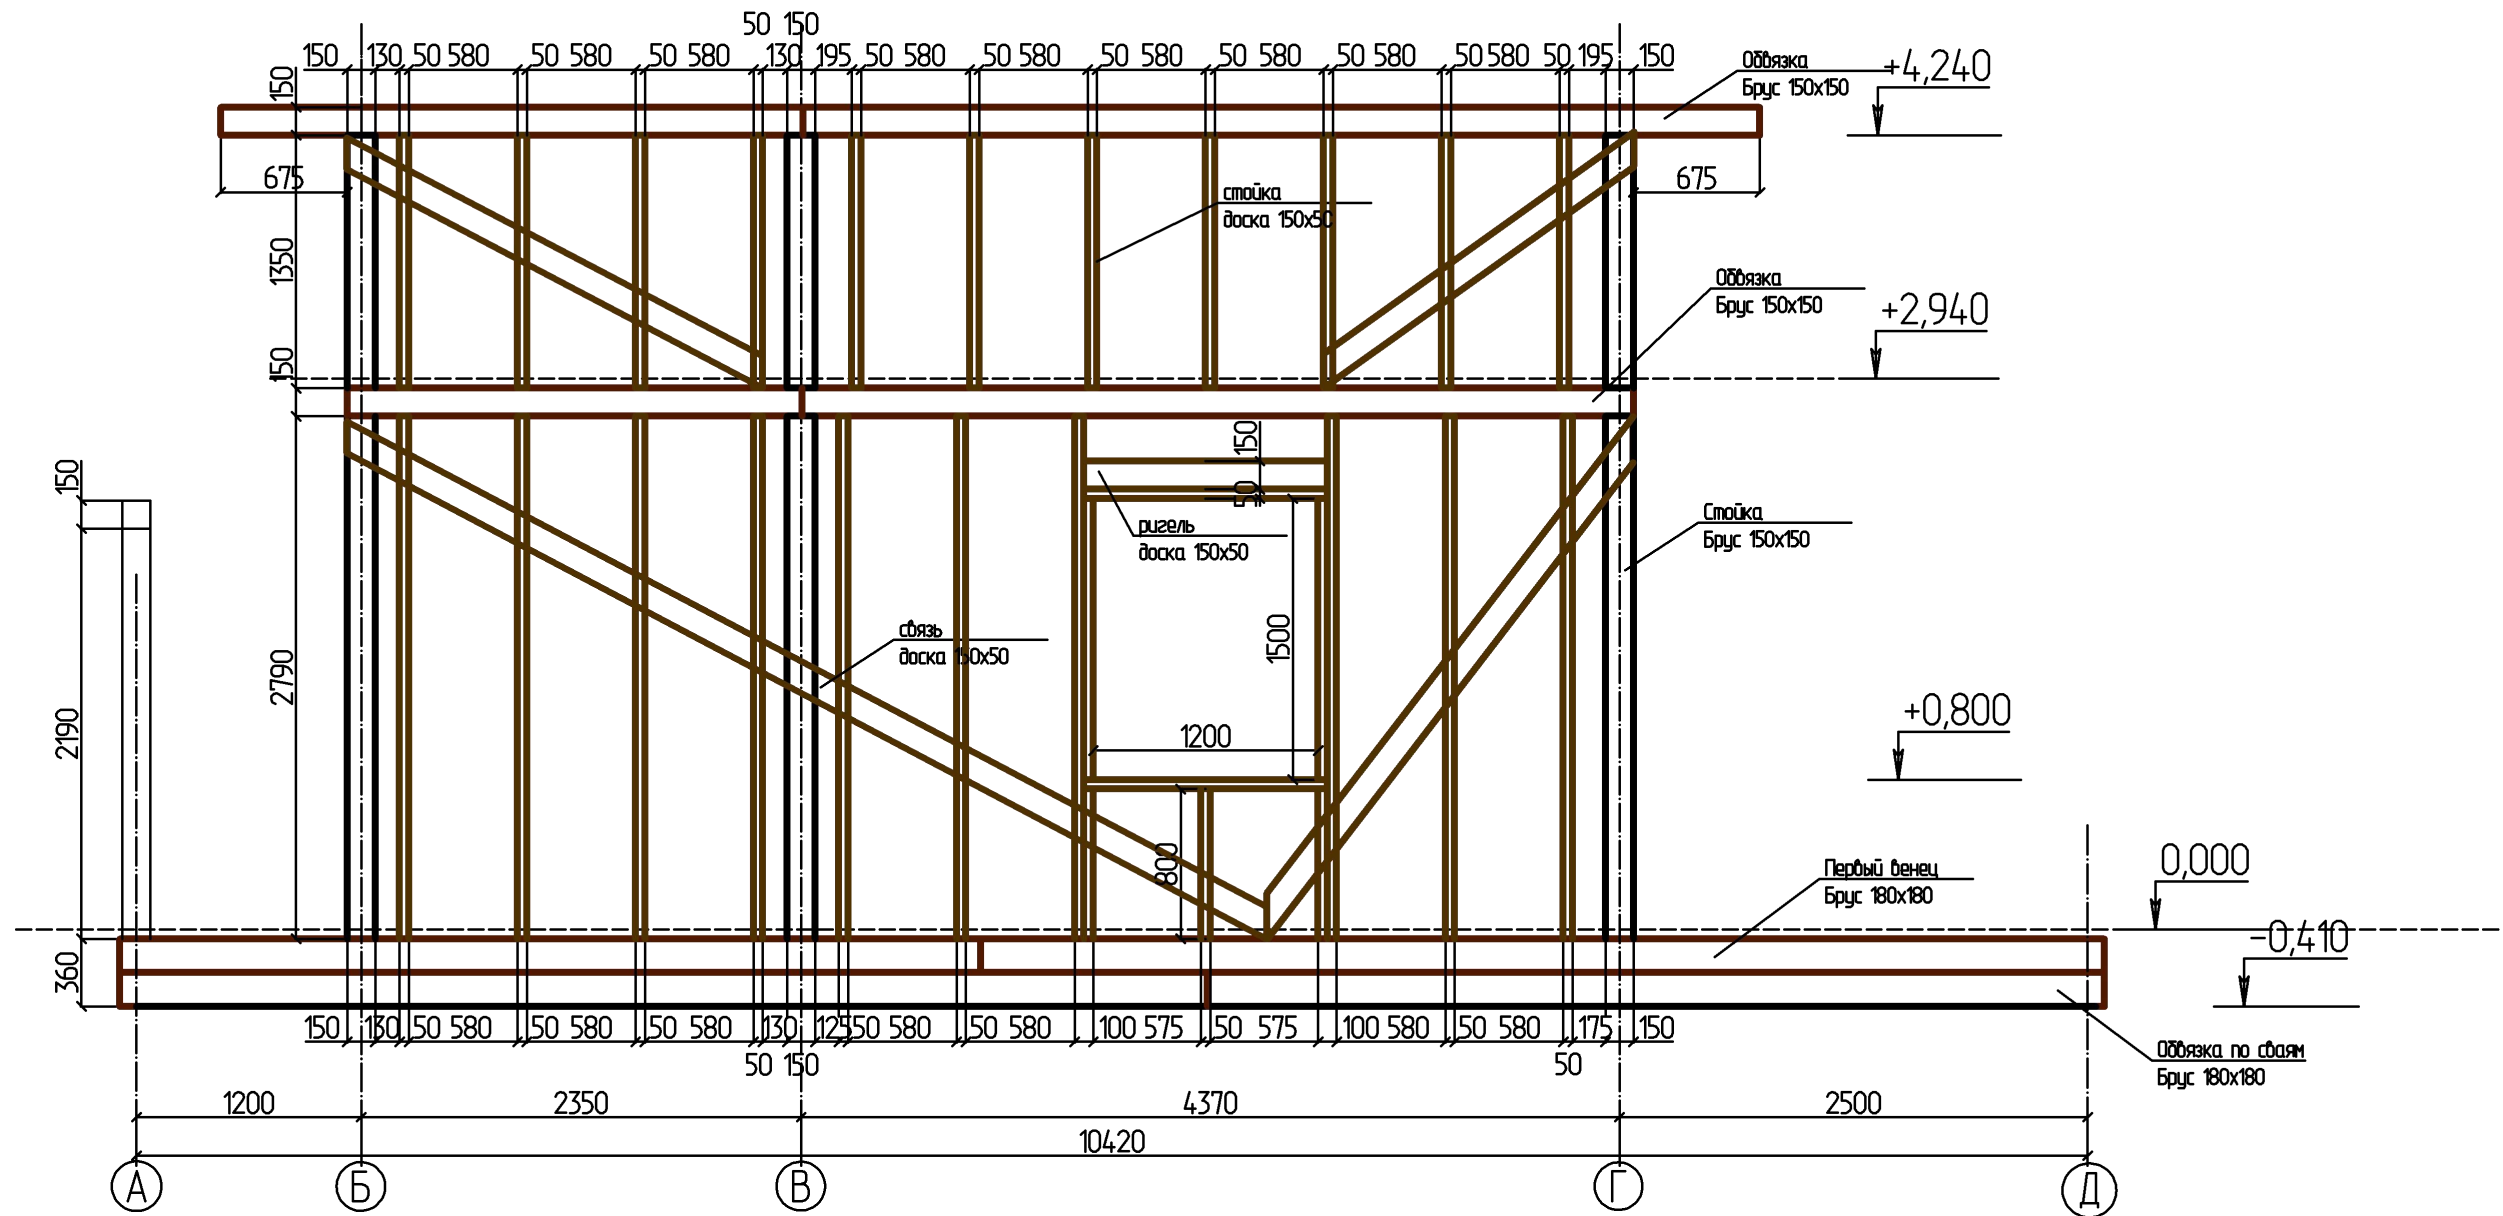 50 150
150 130 50 580 50 580 50 580 130 195 50 580 50 580 50 580 50 580 50 580 50 580 50 195 150
Обвязка
Брус 150х150
+4,240
150
675
675
1350
стойка
доска 150х50
Обвязка
Брус 150х150
+2,940
150
150
50
150
ригель
доска 150х50
Стойка
Брус 150х150
1500
связь
доска 150х50
2790
2190
+0,800
1200
800
Первый венец
Брус 180х180
0,000
-0,410
360
150 130 50 580 50 580 50 580 130 125 50 580 50 580 100 575 50 575 100 580 50 580 175 150
50 150 50
Обвязка по сваям
Брус 180х180
1200 2350 4370 2500
10420
А Б В Г Д